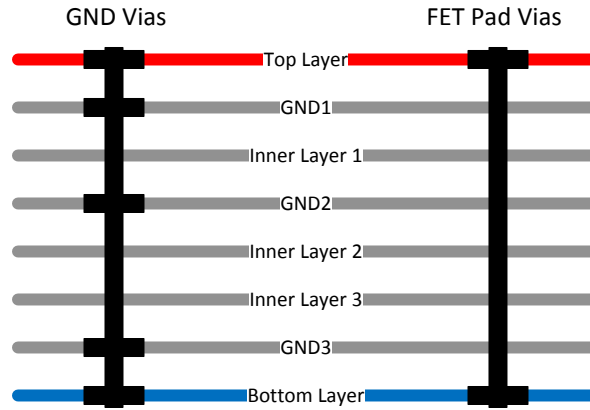 GND Vias
FET Pad Vias
Top Layer
GND1
Inner Layer 1
GND2
Inner Layer 2
Inner Layer 3
GND3
Bottom Layer